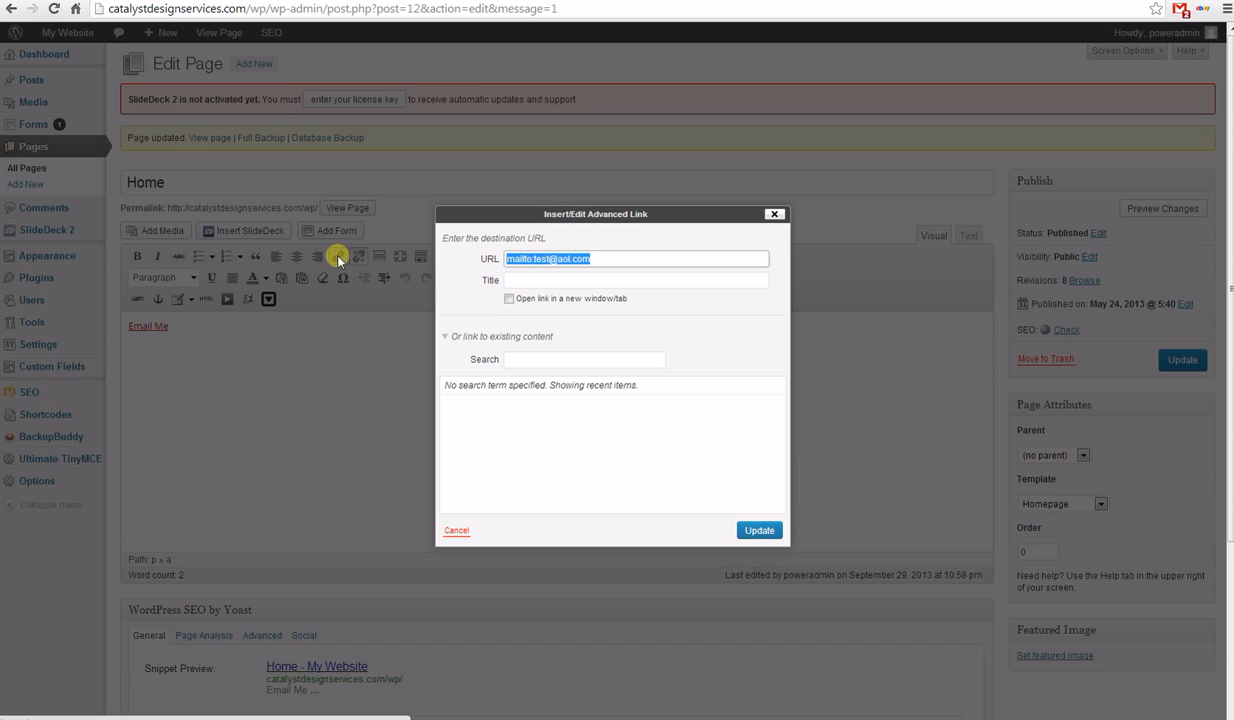 catalystdesignservices.com/wp/wp-admin/post.php?post=12&action=edit&message=1
2
ebay
My Website
New
View Page
SEO
Howdy, poweradmin
Dashboard
Posts
Media
Forms 1
Pages
All Pages
Add New
Comments
SlideDeck 2
Appearance
Plugins
Users
Tools
Settings
Custom Fields
SEO
Shortcodes
BackupBuddy
Ultimate TinyMCE
Options
Collapse menu
Edit Page Add New
Screen Options Help
SlideDeck 2 is not activated yet. You must enter your license key to receive automatic updates and support.
Page updated. View page | Full Backup | Database Backup
Home
Permalink: http://catalystdesignservices.com/wp/ View Page
Add Media Insert SlideDeck Add Form
Visual Text
B I ABC
Paragraph U
HTML
Email Me
Path: p » a
Word count: 2
Last edited by poweradmin on September 29, 2013 at 10:58 pm
Insert/Edit Advanced Link
Enter the destination URL
URL mailto:test@aol.com
Title
Open link in a new window/tab
Or link to existing content
Search
No search term specified. Showing recent items.
Cancel Update
WordPress SEO by Yoast
General Page Analysis Advanced Social
Snippet Preview: Home - My Website
catalystdesignservices.com/wp/
Email Me ...
Publish
Preview Changes
Status: Published Edit
Visibility: Public Edit
Revisions: 8 Browse
Published on: May 24, 2013 @ 5:40 Edit
SEO: Check
Move to Trash Update
Page Attributes
Parent
(no parent)
Template
Homepage
Order
0
Need help? Use the Help tab in the upper right
of your screen.
Featured Image
Set featured image